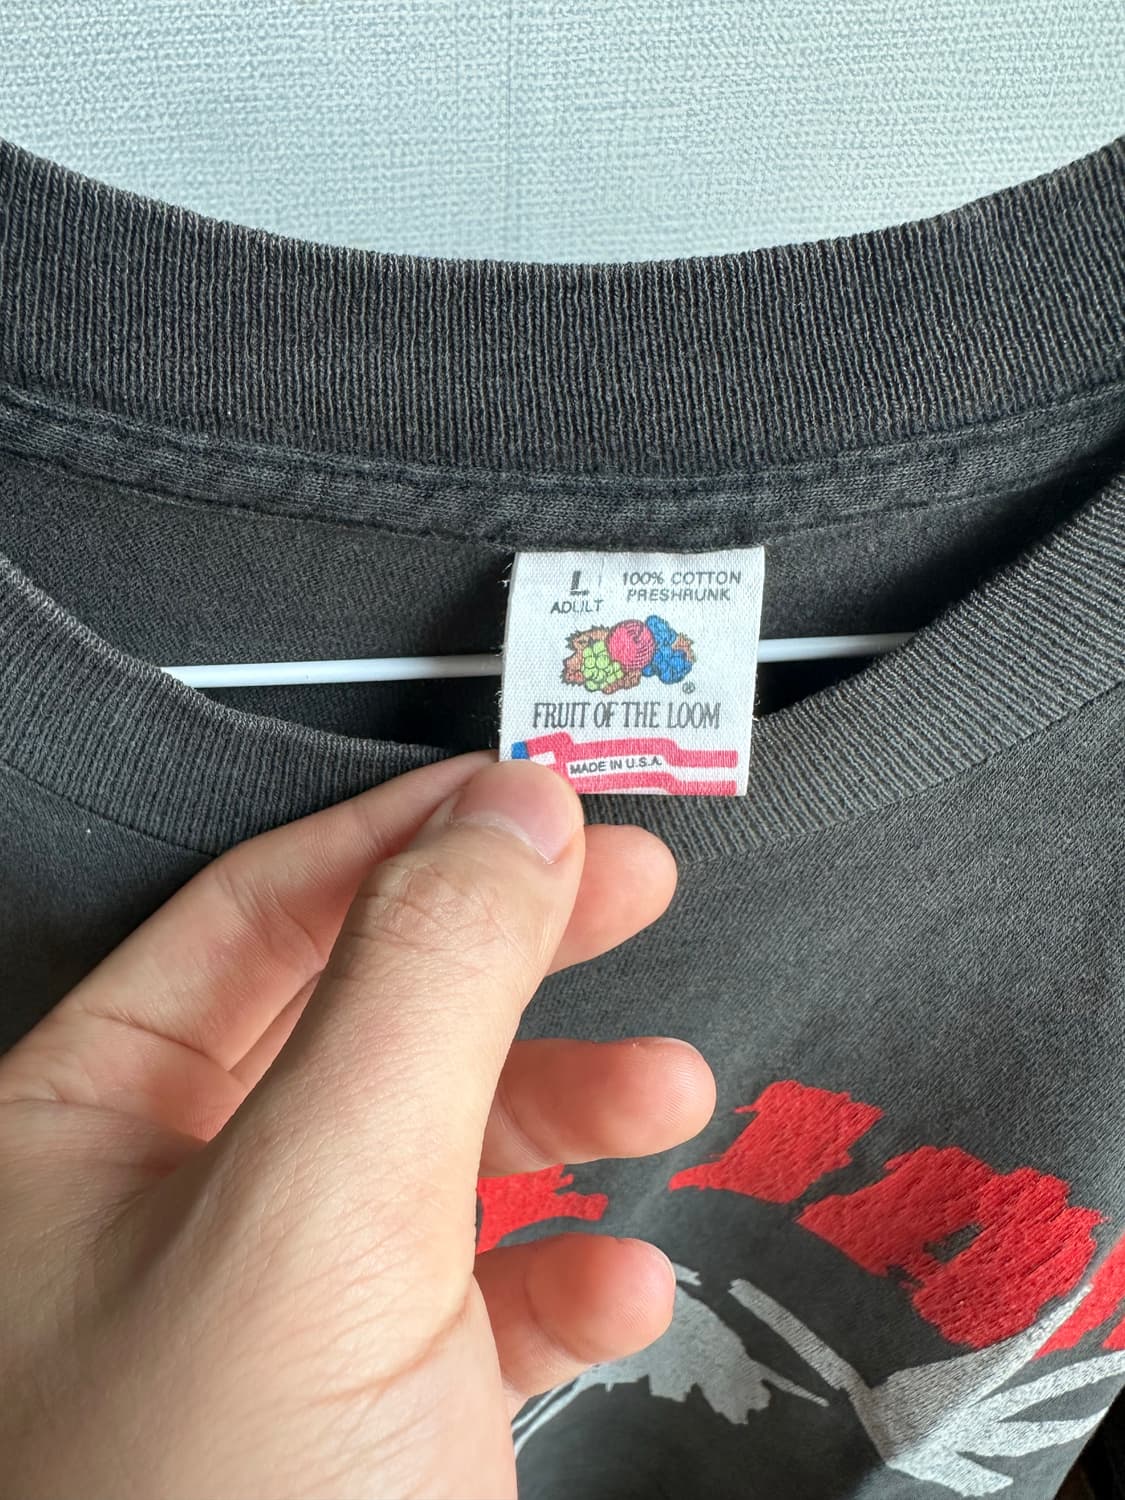 L
ADULT
100% COTTON
PRESHRUNK
®
FRUIT OF THE LOOM
MADE IN U.S.A.